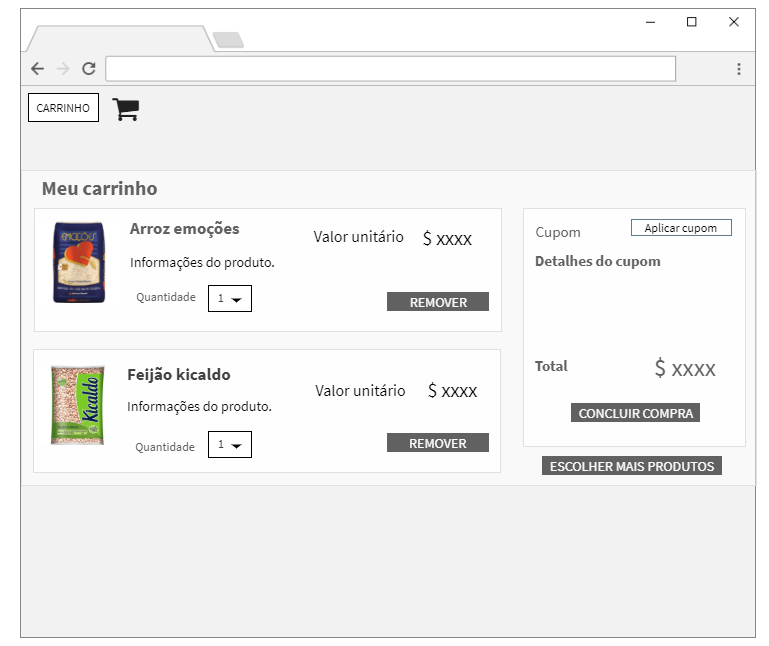 CARRINHO
Meu carrinho
EMOÇÕES
Arroz emoções
Valor unitário $ xxxx
Informações do produto.
Quantidade 1
REMOVER
Kicaldo
Feijão kicaldo
Valor unitário $ xxxx
Informações do produto.
Quantidade 1
REMOVER
Cupom Aplicar cupom
Detalhes do cupom
Total $ xxxx
CONCLUIR COMPRA
ESCOLHER MAIS PRODUTOS